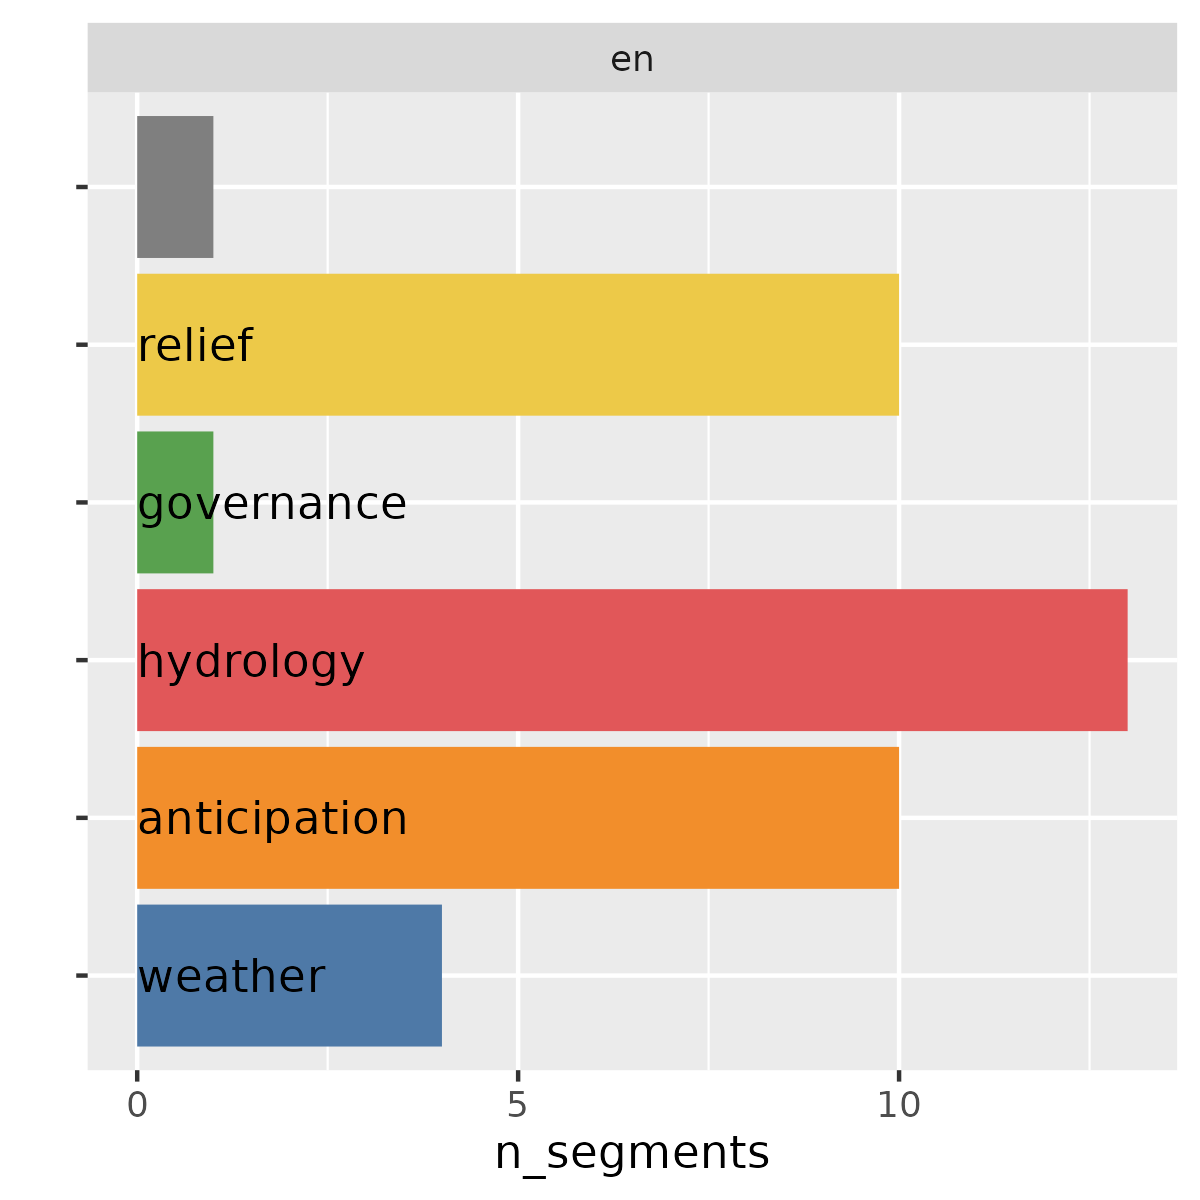 en
relief
governance
hydrology
anticipation
weather
0 5 10
n_segments